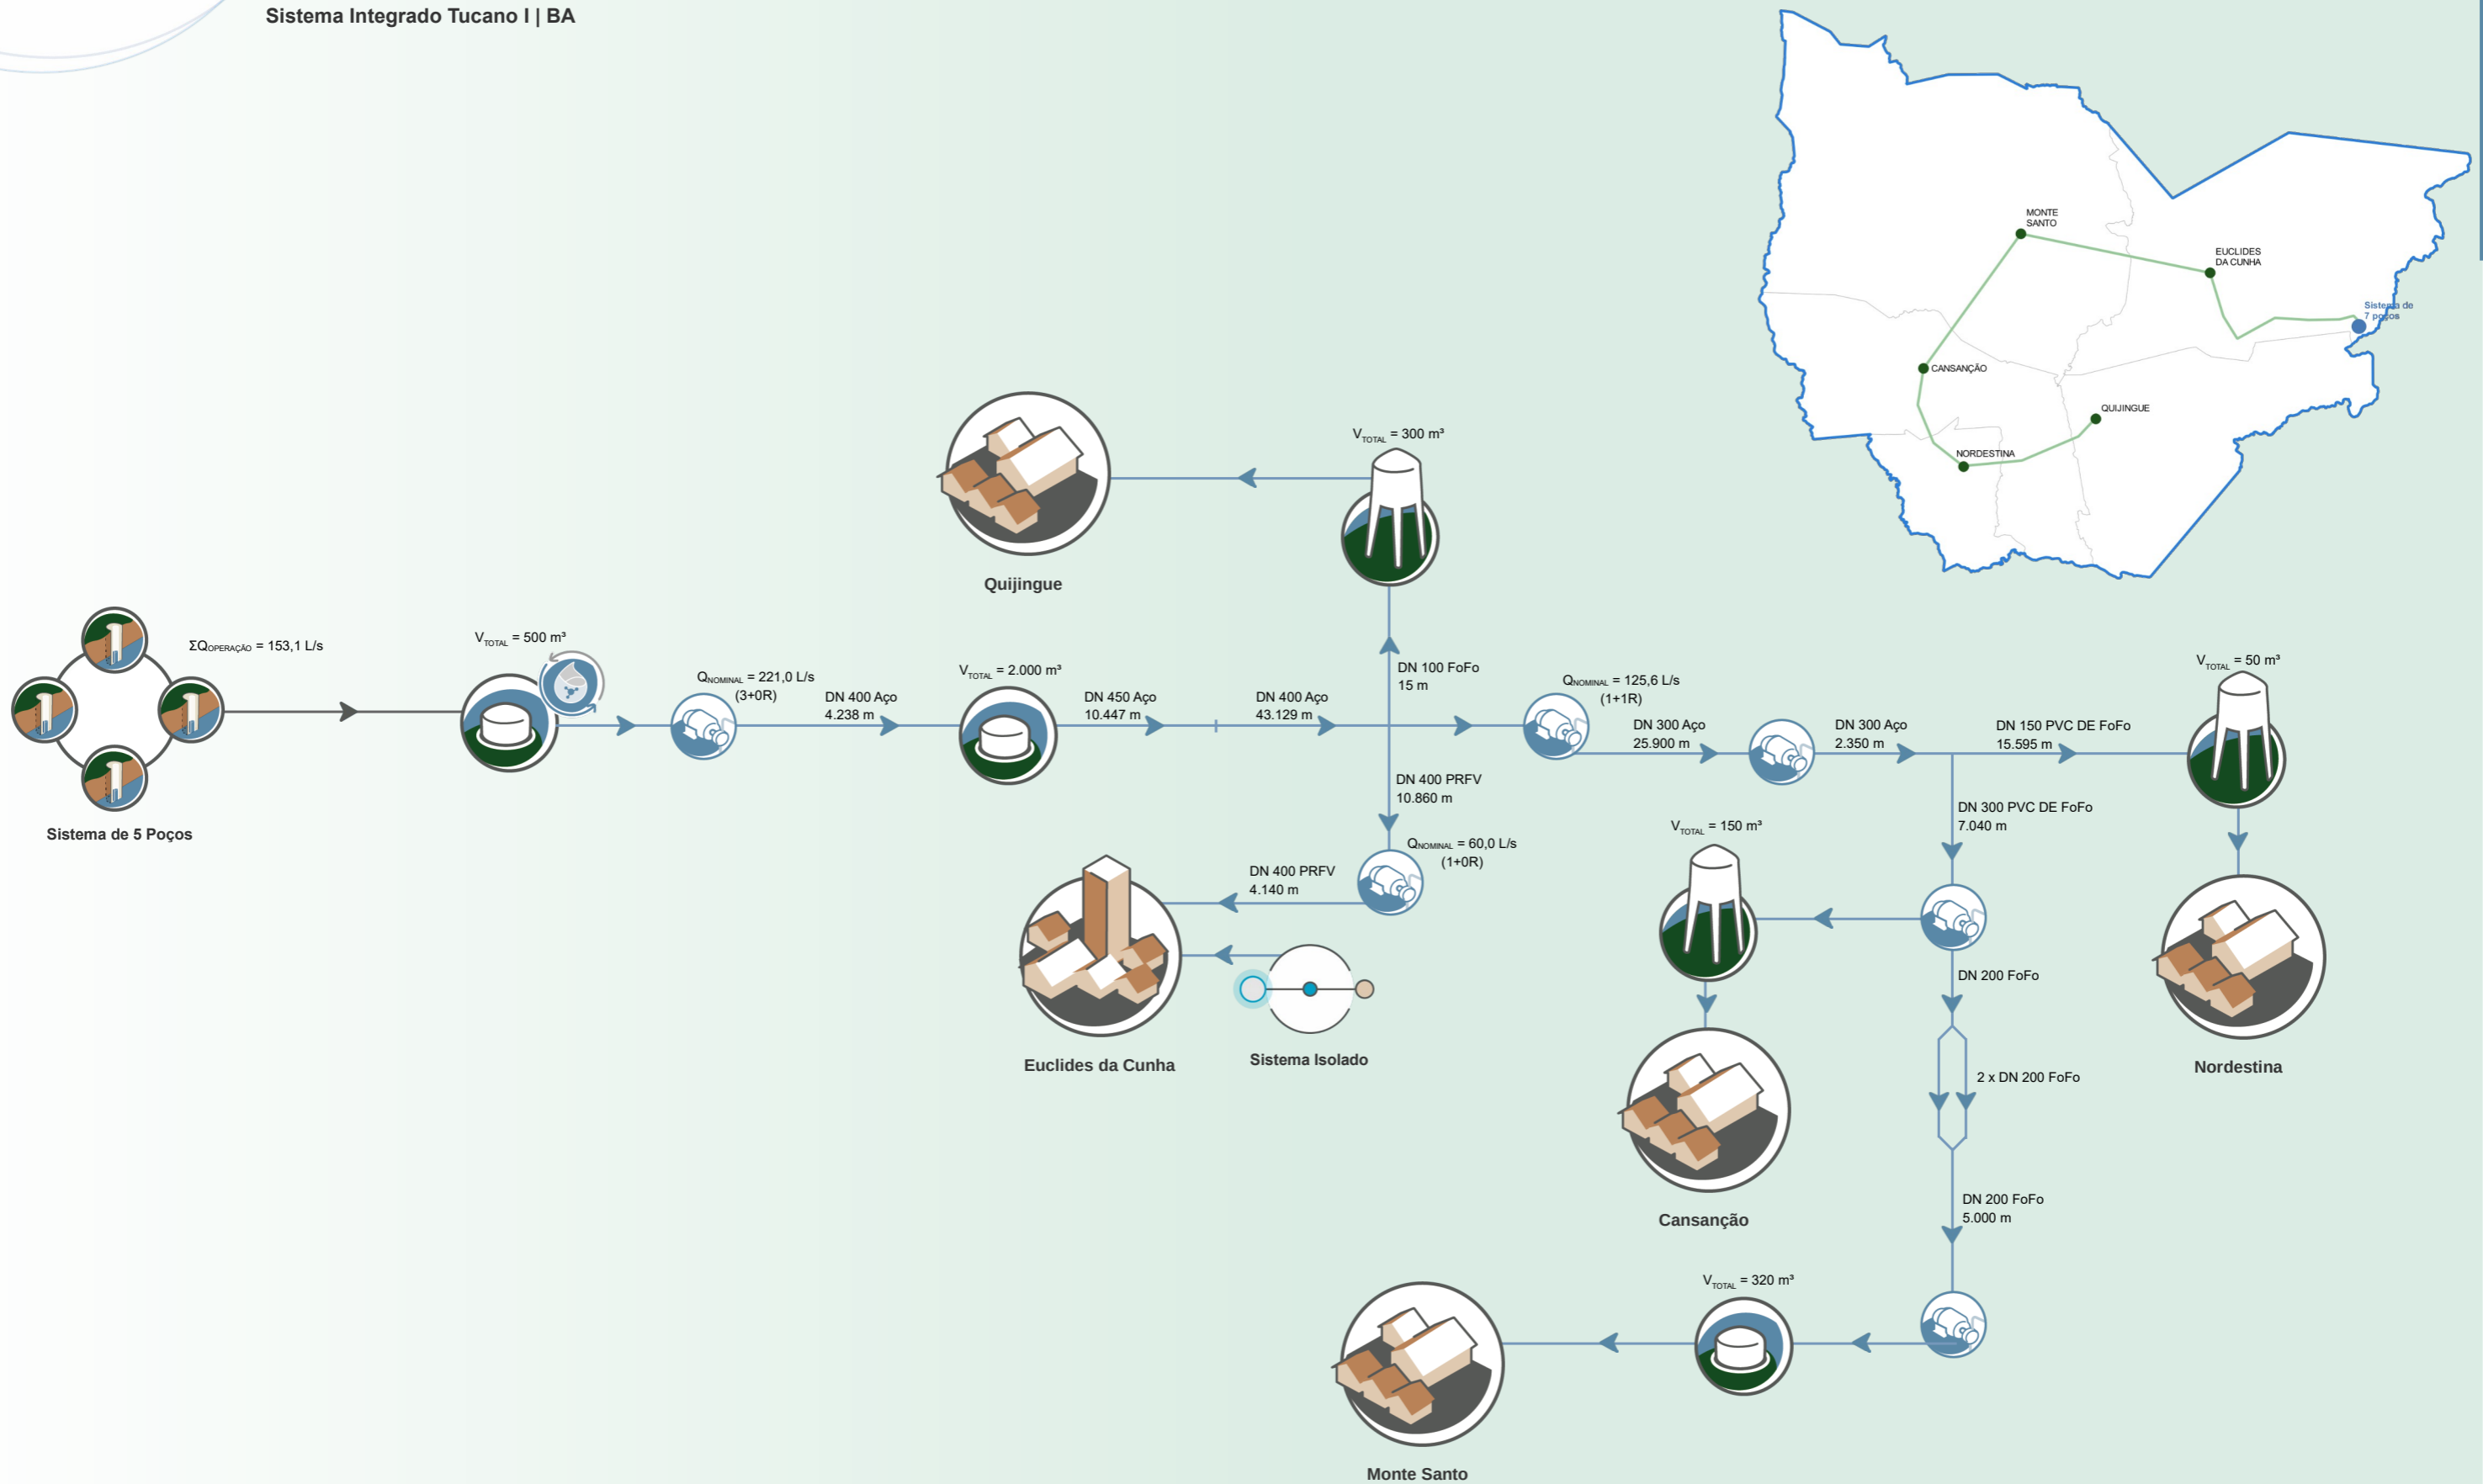 Sistema Integrado Tucano I | BA
MONTE
SANTO
EUCLIDES
DA CUNHA
Sistema de
7 poços
CANSANÇÃO
QUIJINGUE
NORDESTINA
VTOTAL = 300 m³
Quijingue
ΣQOPERAÇÃO = 153,1 L/s
Sistema de 5 Poços
VTOTAL = 500 m³
QNOMINAL = 221,0 L/s
(3+0R)
DN 400 Aço
4.238 m
VTOTAL = 2.000 m³
DN 450 Aço
10.447 m
DN 400 Aço
43.129 m
DN 100 FoFo
15 m
QNOMINAL = 125,6 L/s
(1+1R)
DN 300 Aço
25.900 m
DN 300 Aço
2.350 m
DN 150 PVC DE FoFo
15.595 m
VTOTAL = 50 m³
DN 400 PRFV
10.860 m
QNOMINAL = 60,0 L/s
(1+0R)
DN 400 PRFV
4.140 m
Euclides da Cunha
Sistema Isolado
DN 300 PVC DE FoFo
7.040 m
VTOTAL = 150 m³
Cansanção
DN 200 FoFo
2 x DN 200 FoFo
Nordestina
DN 200 FoFo
5.000 m
VTOTAL = 320 m³
Monte Santo